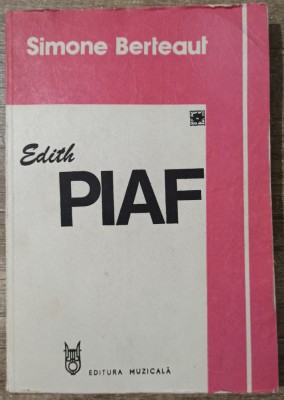 Simone Berteaut
Edith
PIAF
EDITURA MUZICALĂ